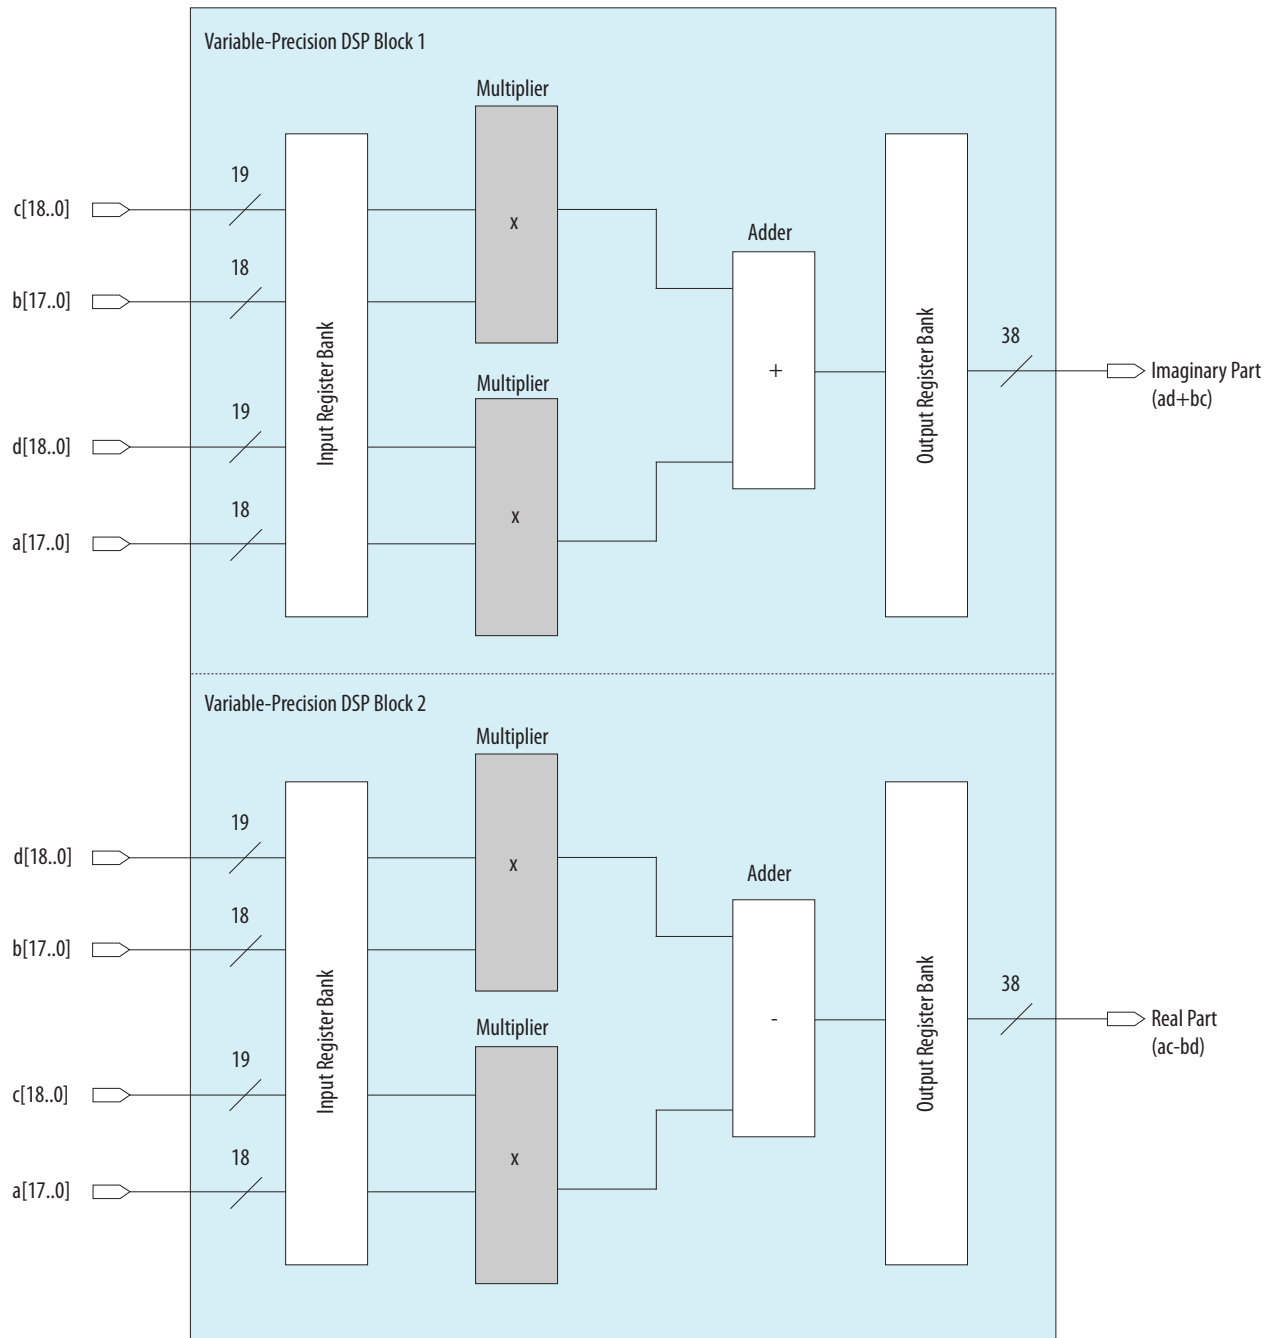 Variable-Precision DSP Block 1
Multiplier
19
c[18..0]
x
18
b[17..0]
Adder
Input Register Bank
+
Output Register Bank
38
Imaginary Part
(ad+bc)
Multiplier
19
d[18..0]
x
18
a[17..0]
Variable-Precision DSP Block 2
Multiplier
19
d[18..0]
x
18
b[17..0]
Adder
Input Register Bank
-
Output Register Bank
38
Real Part
(ac-bd)
Multiplier
19
c[18..0]
x
18
a[17..0]